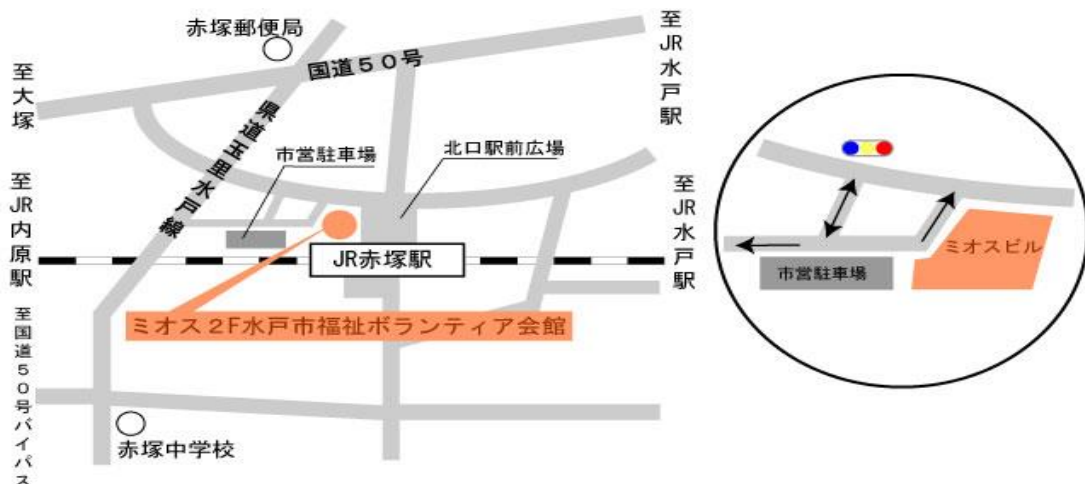 赤塚郵便局
国道５０号
至大塚
至JR水戸駅
県道玉里水戸線
市営駐車場
北口駅前広場
至JR内原駅
至JR水戸駅
JR赤塚駅
ミオス２F水戸市福祉ボランティア会館
至国道５０号バイパス
赤塚中学校
ミオスビル
市営駐車場